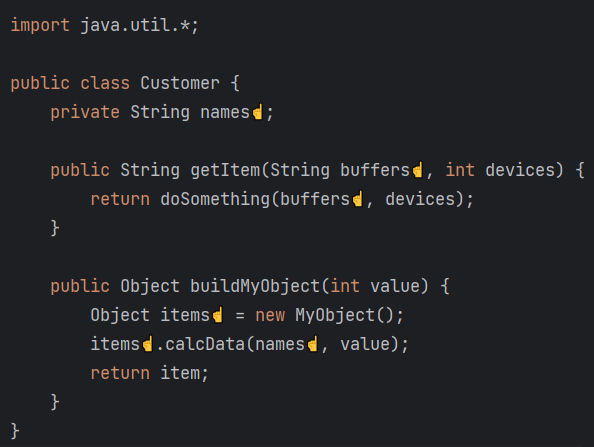 import java.util.*;

public class Customer {
    private String names☝;

    public String getItem(String buffers☝, int devices) {
        return doSomething(buffers☝, devices);
    }

    public Object buildMyObject(int value) {
        Object items☝ = new MyObject();
        items☝.calcData(names☝, value);
        return item;
    }
}